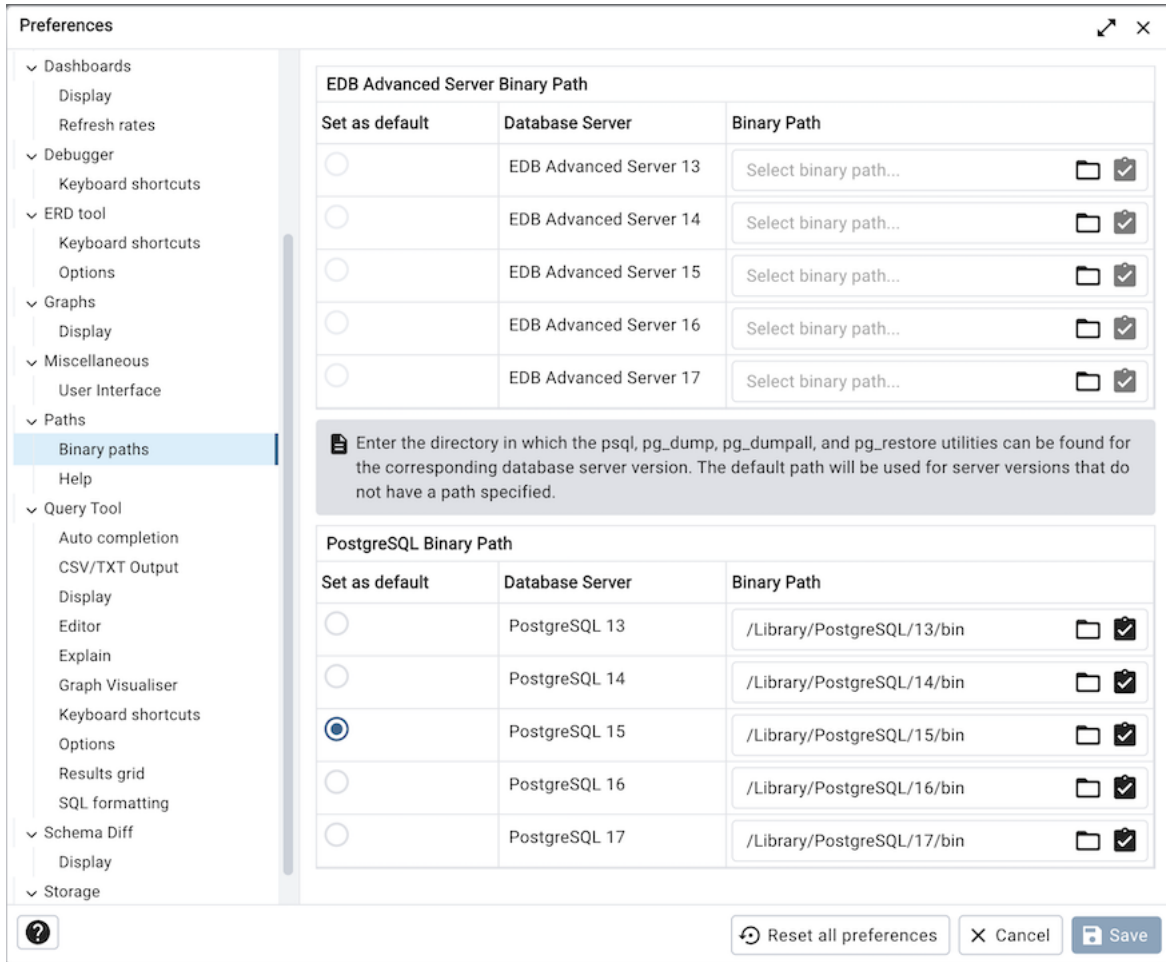 Preferences
Dashboards
Display
Refresh rates
Debugger
Keyboard shortcuts
ERD tool
Keyboard shortcuts
Options
Graphs
Display
Miscellaneous
User Interface
Paths
Binary paths
Help
Query Tool
Auto completion
CSV/TXT Output
Display
Editor
Explain
Graph Visualiser
Keyboard shortcuts
Options
Results grid
SQL formatting
Schema Diff
Display
Storage
EDB Advanced Server Binary Path
Set as default Database Server Binary Path
EDB Advanced Server 13 Select binary path...
EDB Advanced Server 14 Select binary path...
EDB Advanced Server 15 Select binary path...
EDB Advanced Server 16 Select binary path...
EDB Advanced Server 17 Select binary path...
Enter the directory in which the psql, pg_dump, pg_dumpall, and pg_restore utilities can be found for
the corresponding database server version. The default path will be used for server versions that do
not have a path specified.
PostgreSQL Binary Path
Set as default Database Server Binary Path
PostgreSQL 13 /Library/PostgreSQL/13/bin
PostgreSQL 14 /Library/PostgreSQL/14/bin
PostgreSQL 15 /Library/PostgreSQL/15/bin
PostgreSQL 16 /Library/PostgreSQL/16/bin
PostgreSQL 17 /Library/PostgreSQL/17/bin
? Reset all preferences Cancel Save